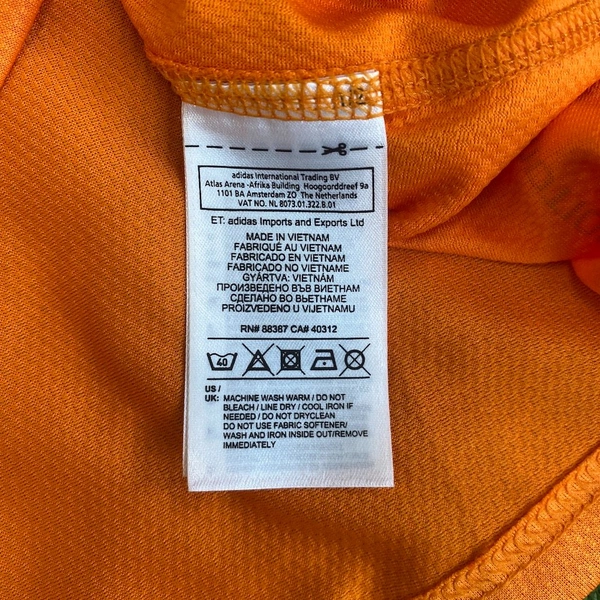 adidas International Trading BV
Atlas Arena -Afrika Building Hoogoorddreef 9a
1101 BA Amsterdam ZO The Netherlands
VAT NO. NL 8073.01.322.B.01
ET: adidas Imports and Exports Ltd
MADE IN VIETNAM
FABRIQUÉ AU VIETNAM
FABRICADO EN VIETNAM
FABRICADO NO VIETNAME
GYÁRTVA: VIETNÁM
ПРОИЗВЕДЕНО ВЪВ ВИЕТНАМ
СДЕЛАНО ВО ВЬЕТНАМЕ
PROIZVEDENO U VIJETNAMU
RN# 88387 CA# 40312
40
US /
UK: MACHINE WASH WARM / DO NOT
BLEACH / LINE DRY / COOL IRON IF
NEEDED / DO NOT DRYCLEAN
DO NOT USE FABRIC SOFTENER/
WASH AND IRON INSIDE OUT/REMOVE
IMMEDIATELY